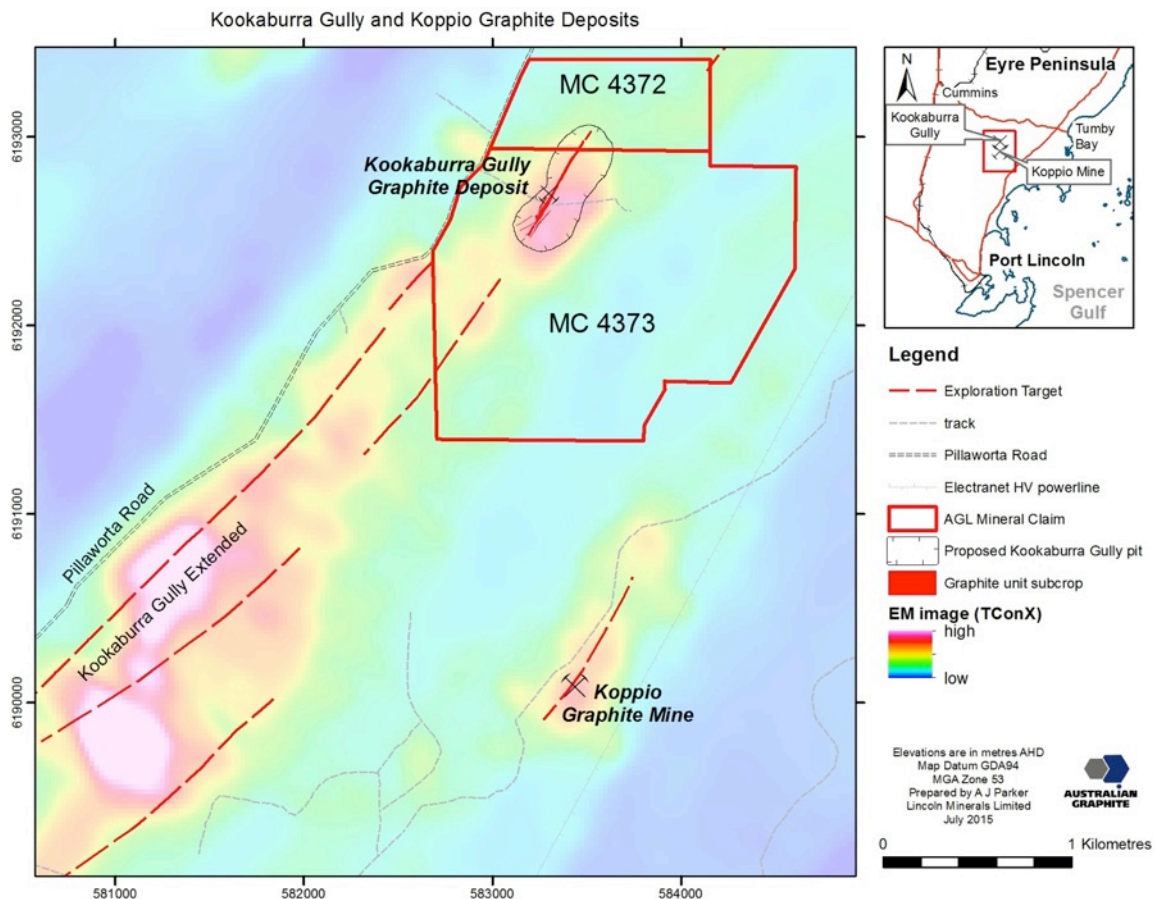 Kookaburra Gully and Koppio Graphite Deposits
MC 4372
Kookaburra Gully
Graphite Deposit
MC 4373
Pillaworta Road
Kookaburra Gully Extended
Koppio
Graphite Mine
6193000
6192000
6191000
6190000
581000
582000
583000
584000
N
Eyre Peninsula
Cummins
Kookaburra
Gully
Tumby
Bay
Koppio Mine
Port Lincoln
Spencer
Gulf
Legend
Exploration Target
track
Pillaworta Road
Electranet HV powerline
AGL Mineral Claim
Proposed Kookaburra Gully pit
Graphite unit subcrop
EM image (TConX)
high
low
Elevations are in metres AHD
Map Datum GDA94
MGA Zone 53
Prepared by A J Parker
Lincoln Minerals Limited
July 2015
AUSTRALIAN
GRAPHITE
0
1 Kilometres